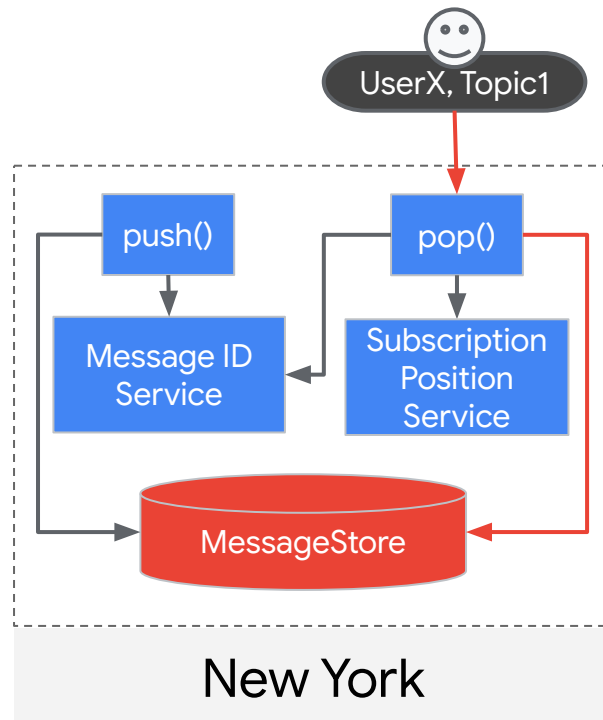 UserX, Topic1
push()
pop()
Message ID
Service
Subscription
Position
Service
MessageStore
New York